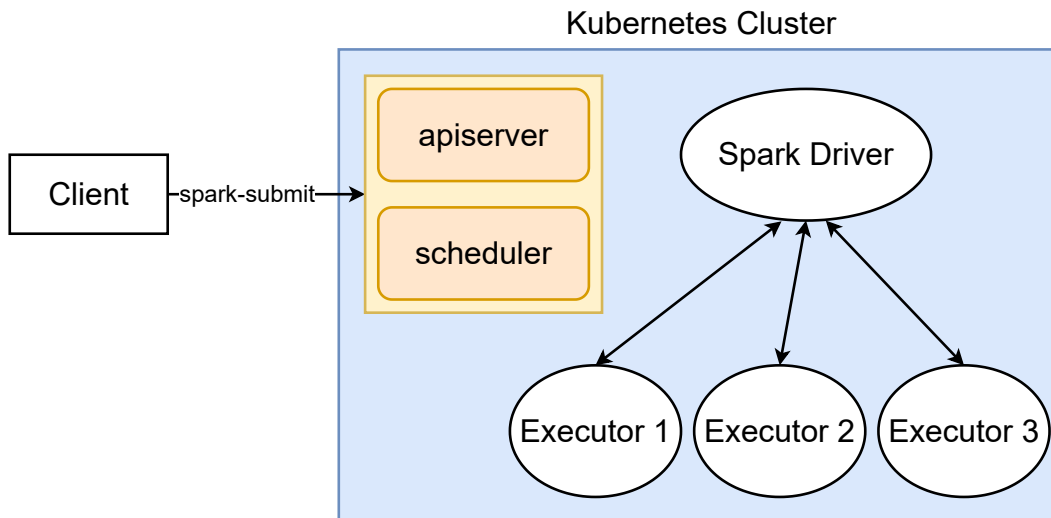 Kubernetes Cluster
apiserver
Spark Driver
Client
spark-submit
scheduler
Executor 1
Executor 2
Executor 3